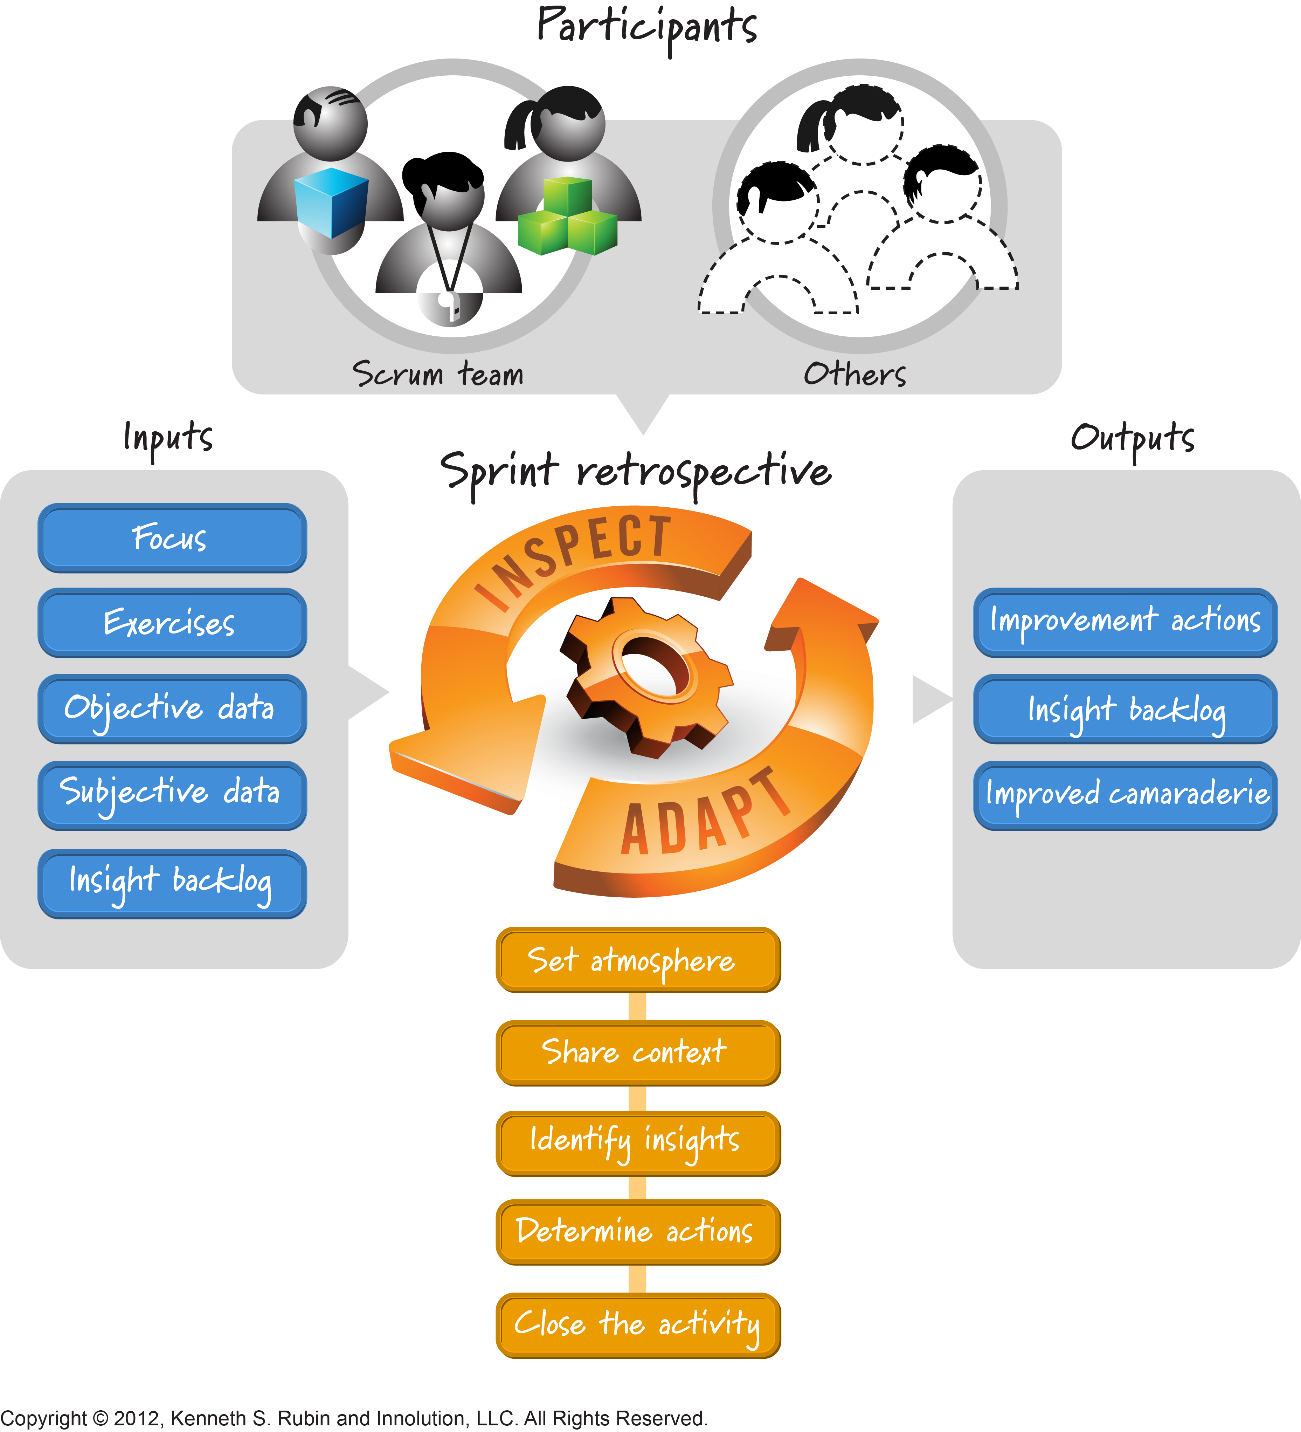 Participants
Scrum team
Others
Inputs
Focus
Exercises
Objective data
Subjective data
Insight backlog
Sprint retrospective
INSPECT
ADAPT
Set atmosphere
Share context
Identify insights
Determine actions
Close the activity
Outputs
Improvement actions
Insight backlog
Improved camaraderie
Copyright © 2012, Kenneth S. Rubin and Innolution, LLC. All Rights Reserved.